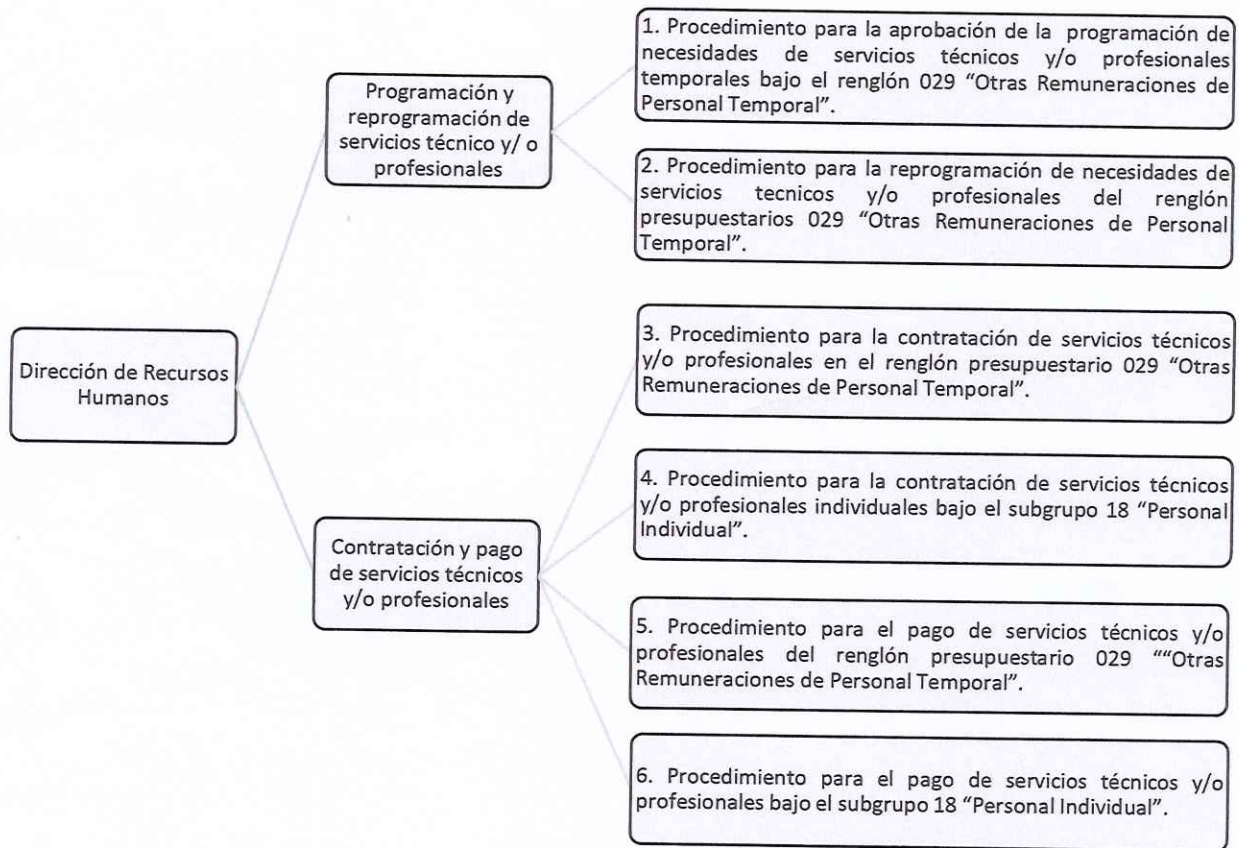 Dirección de Recursos
Humanos
Programación y
reprogramación de
servicios técnico y/ o
profesionales
1. Procedimiento para la aprobación de la programación de
necesidades de servicios técnicos y/o profesionales
temporales bajo el renglón 029 “Otras Remuneraciones de
Personal Temporal”.
2. Procedimiento para la reprogramación de necesidades de
servicios tecnicos y/o profesionales del renglón
presupuestarios 029 “Otras Remuneraciones de Personal
Temporal”.
Contratación y pago
de servicios técnicos
y/o profesionales
3. Procedimiento para la contratación de servicios técnicos
y/o profesionales en el renglón presupuestario 029 “Otras
Remuneraciones de Personal Temporal”.
4. Procedimiento para la contratación de servicios técnicos
y/o profesionales individuales bajo el subgrupo 18 “Personal
Individual”.
5. Procedimiento para el pago de servicios técnicos y/o
profesionales del renglón presupuestario 029 ““Otras
Remuneraciones de Personal Temporal”.
6. Procedimiento para el pago de servicios técnicos y/o
profesionales bajo el subgrupo 18 “Personal Individual”.